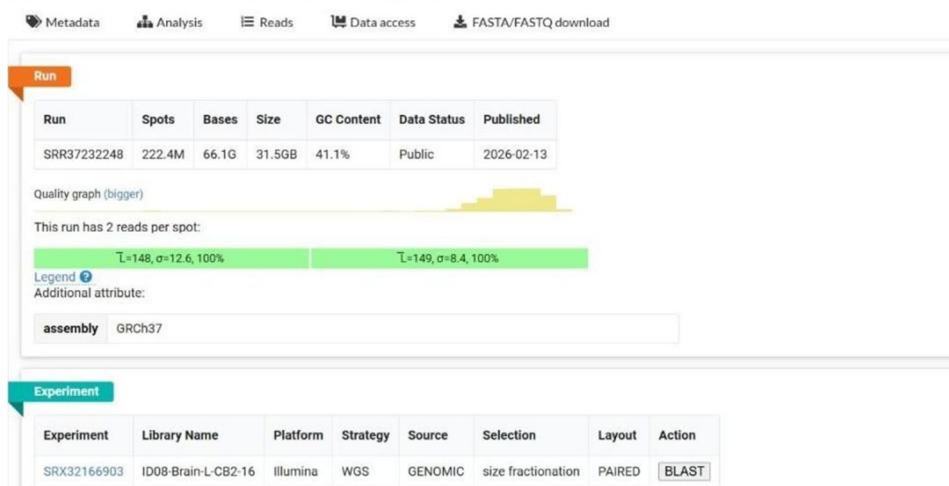 Metadata Analysis Reads Data access FASTA/FASTQ download
Run
Run Spots Bases Size GC Content Data Status Published
SRR37232248 222.4M 66.1G 31.5GB 41.1% Public 2026-02-13
Quality graph (bigger)
This run has 2 reads per spot:
L̅=148, σ=12.6, 100% L̅=149, σ=8.4, 100%
Legend ?
Additional attribute:
assembly GRCh37
Experiment
Experiment Library Name Platform Strategy Source Selection Layout Action
SRX32166903 ID08-Brain-L-CB2-16 Illumina WGS GENOMIC size fractionation PAIRED BLAST